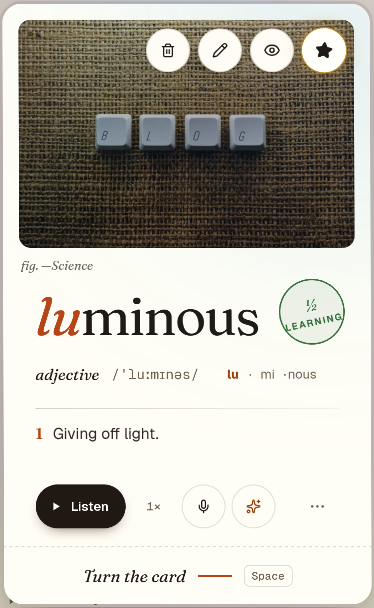 B L O G
fig. —Science
luminous
½
LEARNING
adjective /ˈluːmɪnəs/ lu · mi ·nous
1 Giving off light.
Listen 1×
Turn the card Space